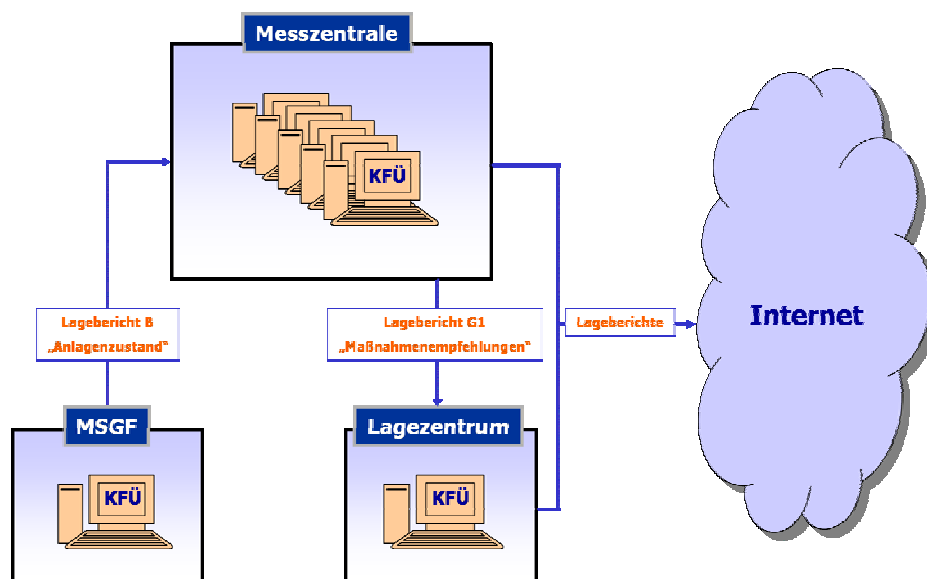 Messzentrale
KFÜ
Lagebericht B
„Anlagenzustand“
Lagebericht G1
„Maßnahmenempfehlungen“
Lageberichte
Internet
MSGF
KFÜ
Lagezentrum
KFÜ